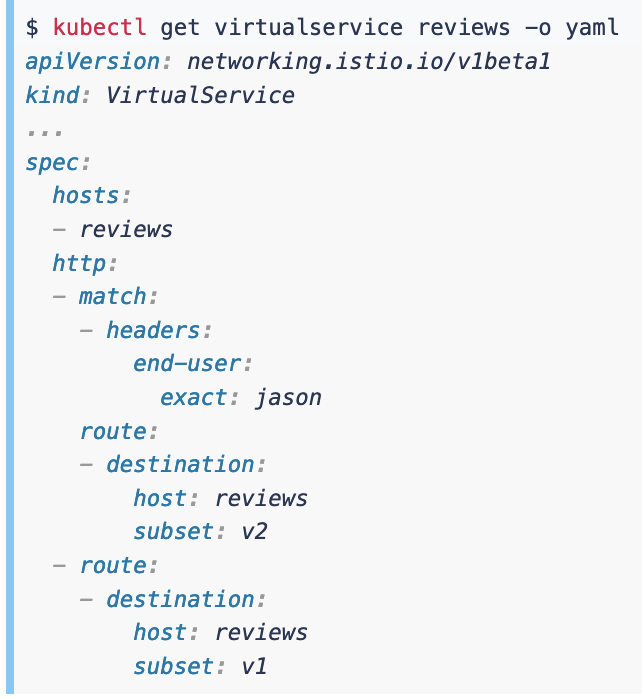 $ kubectl get virtualservice reviews -o yaml
apiVersion: networking.istio.io/v1beta1
kind: VirtualService
...
spec:
  hosts:
  - reviews
  http:
  - match:
    - headers:
        end-user:
          exact: jason
    route:
    - destination:
        host: reviews
        subset: v2
  - route:
    - destination:
        host: reviews
        subset: v1